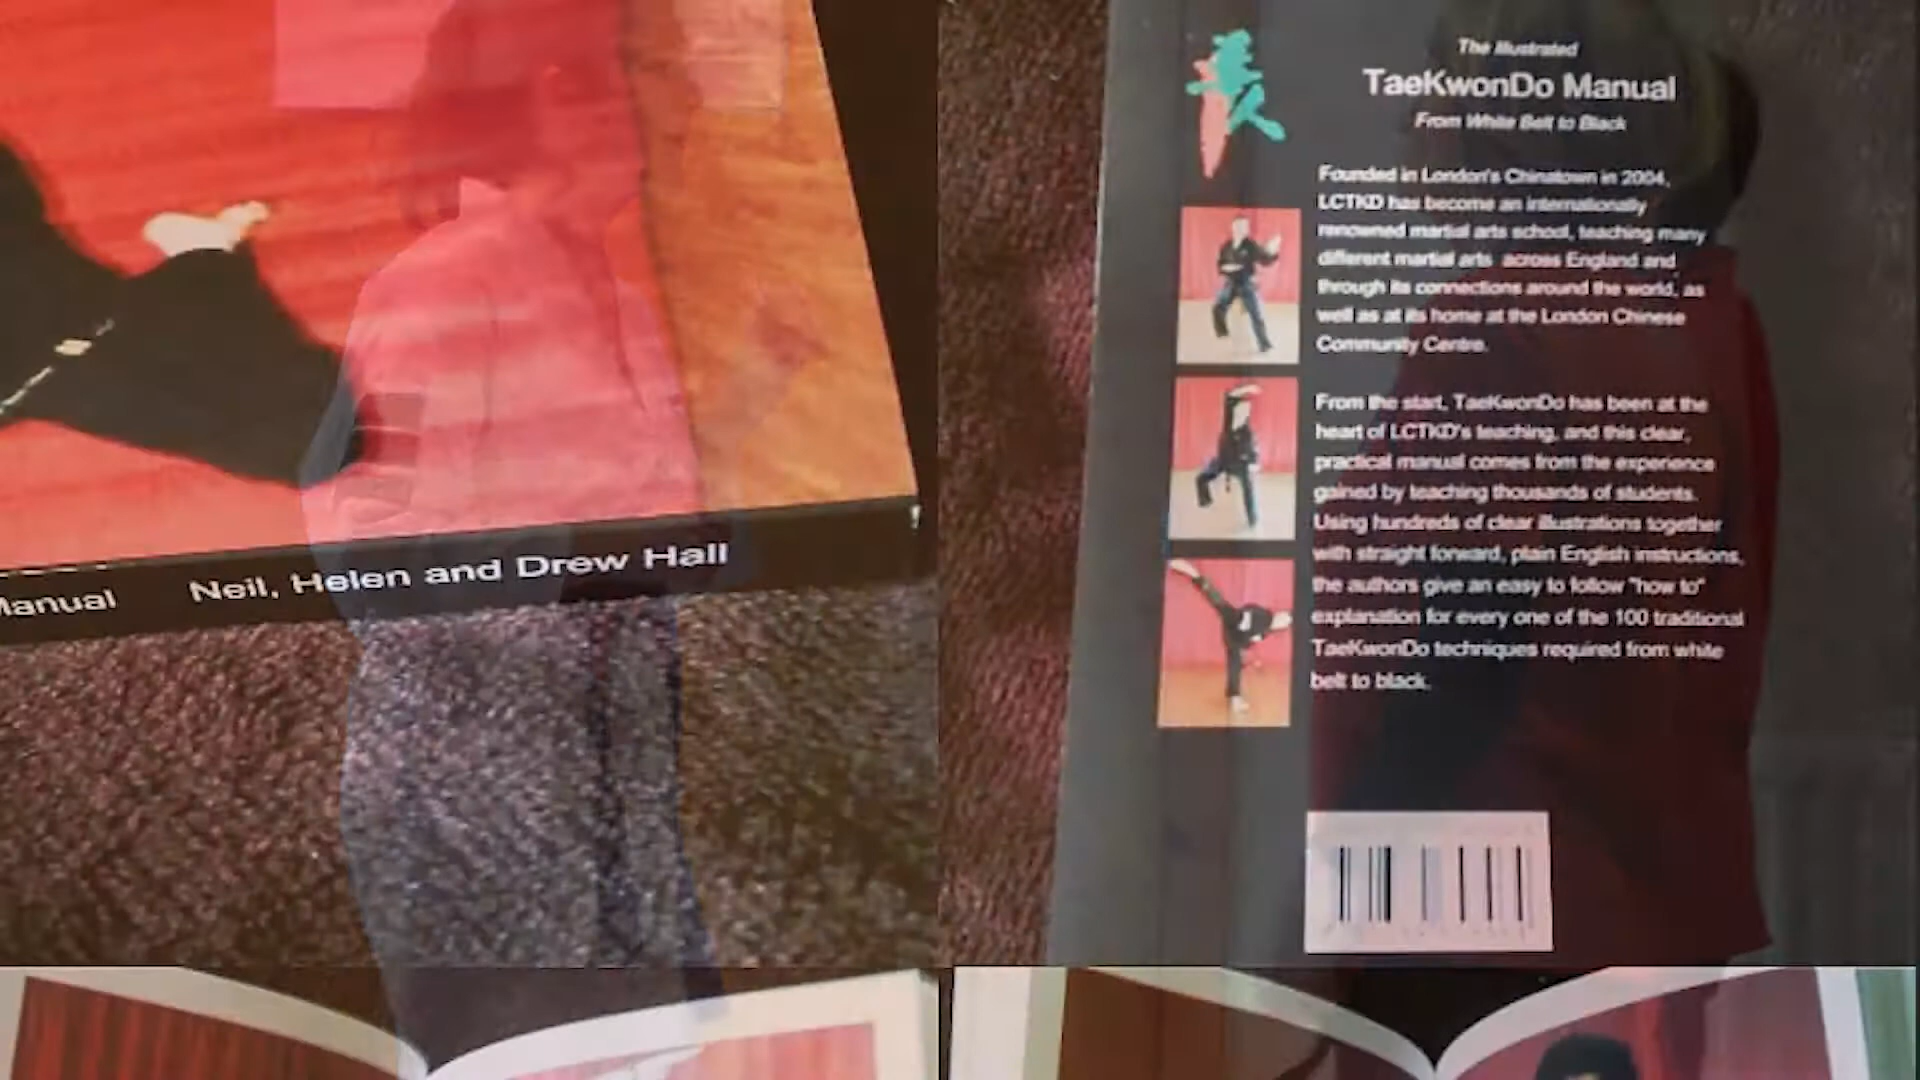 Manual Neil, Helen and Drew Hall
The Illustrated
TaeKwonDo Manual
From White Belt to Black
Founded in London's Chinatown in 2004,
LCTKD has become an internationally
renowned martial arts school, teaching many
different martial arts across England and
through its connections around the world, as
well as at its home at the London Chinese
Community Centre.
From the start, TaeKwonDo has been at the
heart of LCTKD's teaching, and this clear,
practical manual comes from the experience
gained by teaching thousands of students.
Using hundreds of clear illustrations together
with straight forward, plain English instructions,
the authors give an easy to follow "how to"
explanation for every one of the 100 traditional
TaeKwonDo techniques required from white
belt to black.